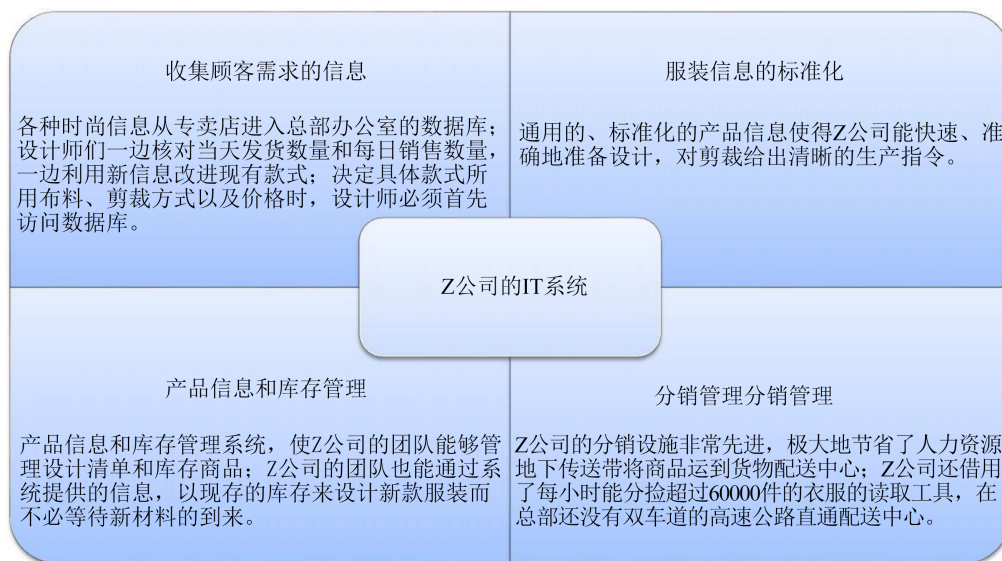 收集顾客需求的信息
各种时尚信息从专卖店进入总部办公室的数据库；
设计师们一边核对当天发货数量和每日销售数量，
一边利用新信息改进现有款式；决定具体款式所
用布料、剪裁方式以及价格时，设计师必须首先
访问数据库。
服装信息的标准化
通用的、标准化的产品信息使得Z公司能快速、准
确地准备设计，对剪裁给出清晰的生产指令。
Z公司的IT系统
产品信息和库存管理
产品信息和库存管理系统，使Z公司的团队能够管
理设计清单和库存商品；Z公司的团队也能通过系
统提供的信息，以现存的库存来设计新款服装而
不必等待新材料的到来。
分销管理分销管理
Z公司的分销设施非常先进，极大地节省了人力资源
地下传送带将商品运到货物配送中心；Z公司还借用
了每小时能分捡超过60000件的衣服的读取工具，在
总部还没有双车道的高速公路直通配送中心。